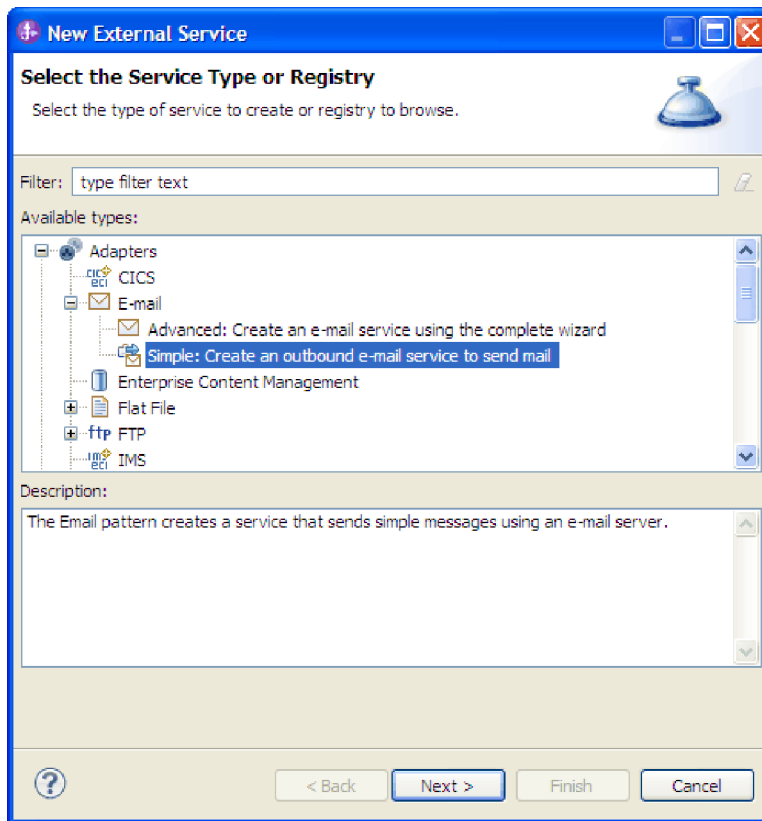 New External Service
Select the Service Type or Registry
Select the type of service to create or registry to browse.
Filter: type filter text
Available types:
Adapters
CICS
E-mail
Advanced: Create an e-mail service using the complete wizard
Simple: Create an outbound e-mail service to send mail
Enterprise Content Management
Flat File
ftp FTP
IMS
Description:
The Email pattern creates a service that sends simple messages using an e-mail server.
< Back Next > Finish Cancel